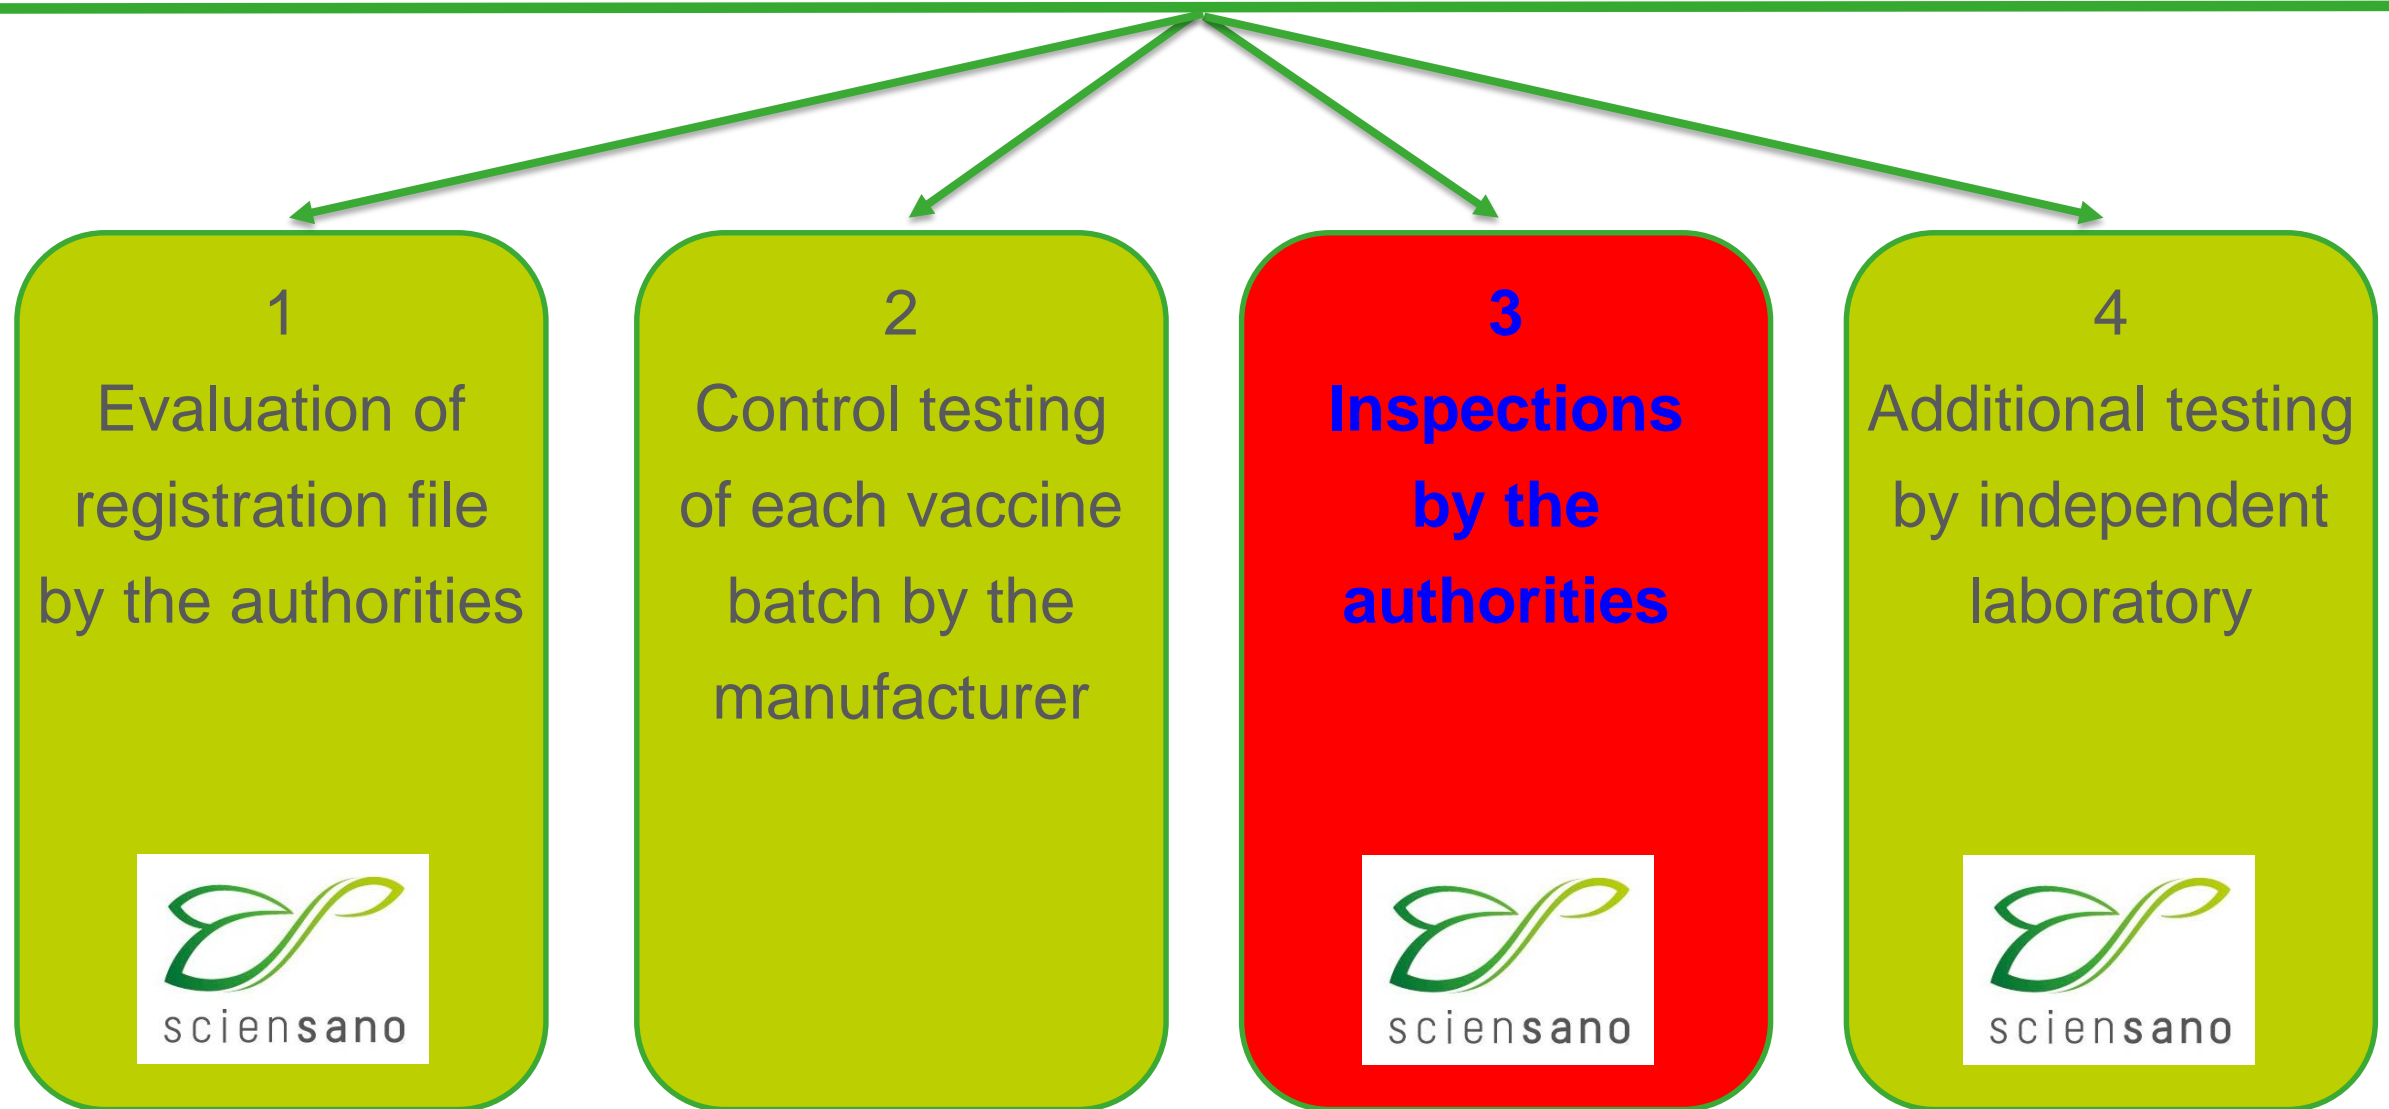 1
Evaluation of
registration file
by the authorities
sciensano
2
Control testing
of each vaccine
batch by the
manufacturer
3
Inspections
by the
authorities
sciensano
4
Additional testing
by independent
laboratory
sciensano